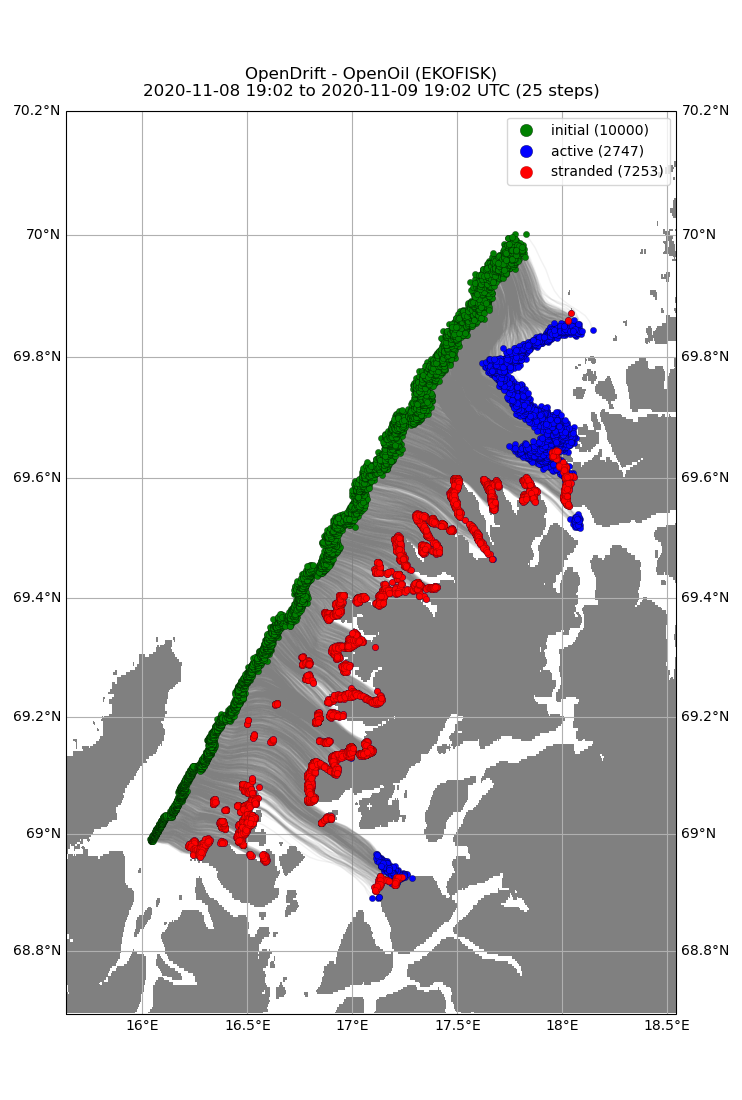 OpenDrift - OpenOil (EKOFISK)
2020-11-08 19:02 to 2020-11-09 19:02 UTC (25 steps)
70.2°N 70.2°N
initial (10000)
active (2747)
stranded (7253)
70°N 70°N
69.8°N 69.8°N
69.6°N 69.6°N
69.4°N 69.4°N
69.2°N 69.2°N
69°N 69°N
68.8°N 68.8°N
16°E 16.5°E 17°E 17.5°E 18°E 18.5°E